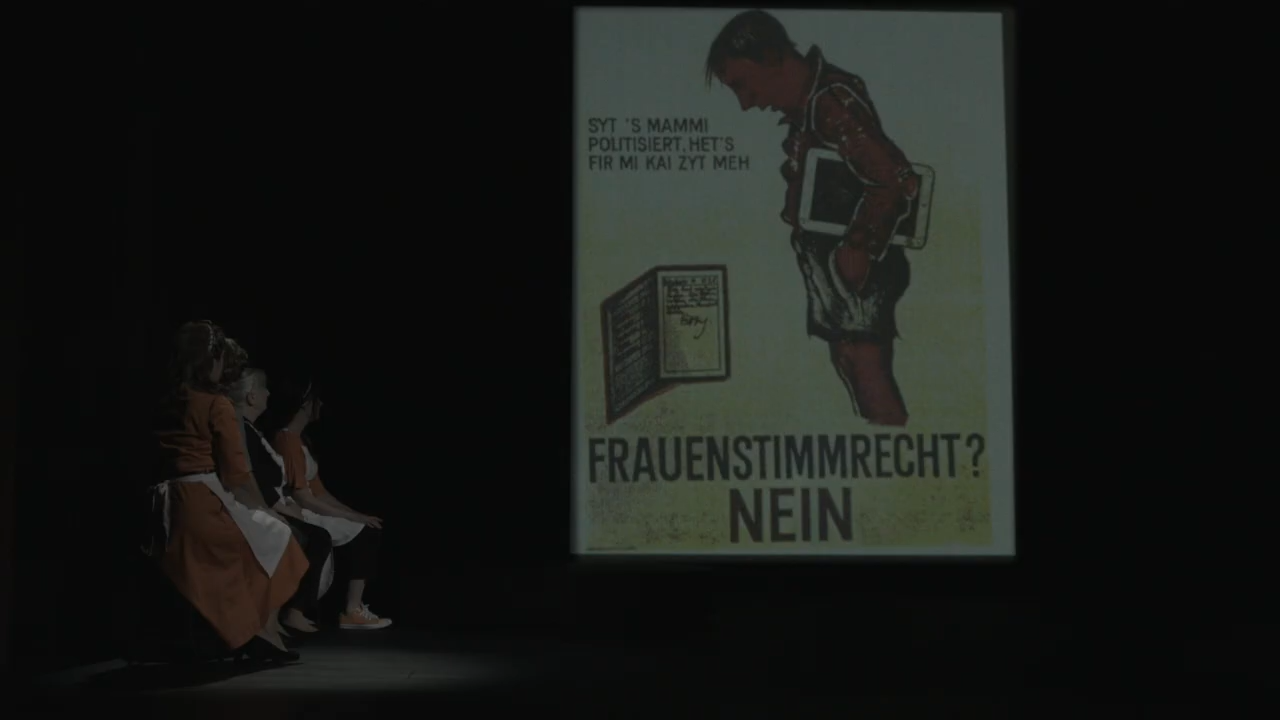 SYT 'S MAMMI
POLITISIERT, HET'S
FIR MI KAI ZYT MEH
FRAUENSTIMMRECHT?
NEIN